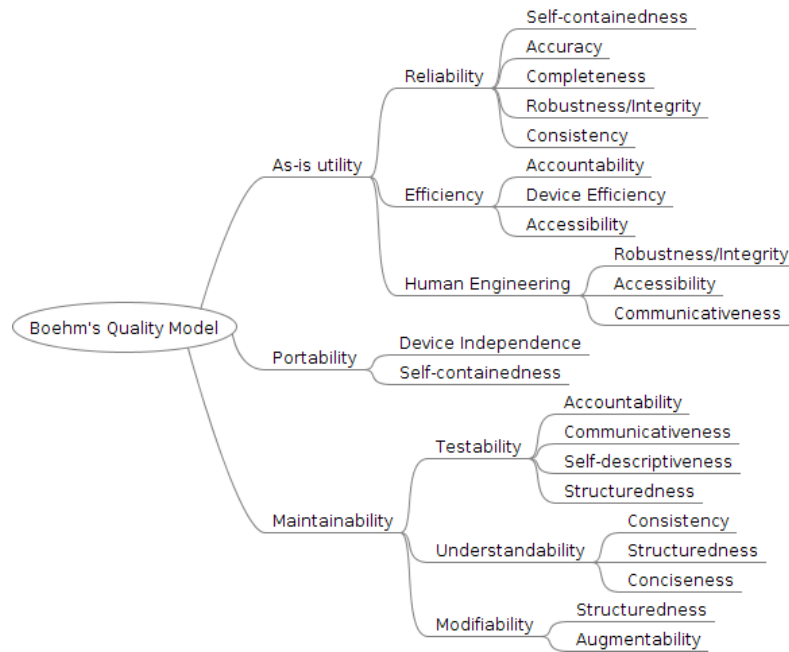 Self-containedness
Accuracy
Reliability
Completeness
Robustness/Integrity
Consistency
As-is utility
Accountability
Efficiency
Device Efficiency
Accessibility
Robustness/Integrity
Human Engineering
Accessibility
Communicativeness
Boehm's Quality Model
Device Independence
Portability
Self-containedness
Accountability
Communicativeness
Testability
Self-descriptiveness
Structuredness
Maintainability
Consistency
Understandability
Structuredness
Conciseness
Structuredness
Modifiability
Augmentability